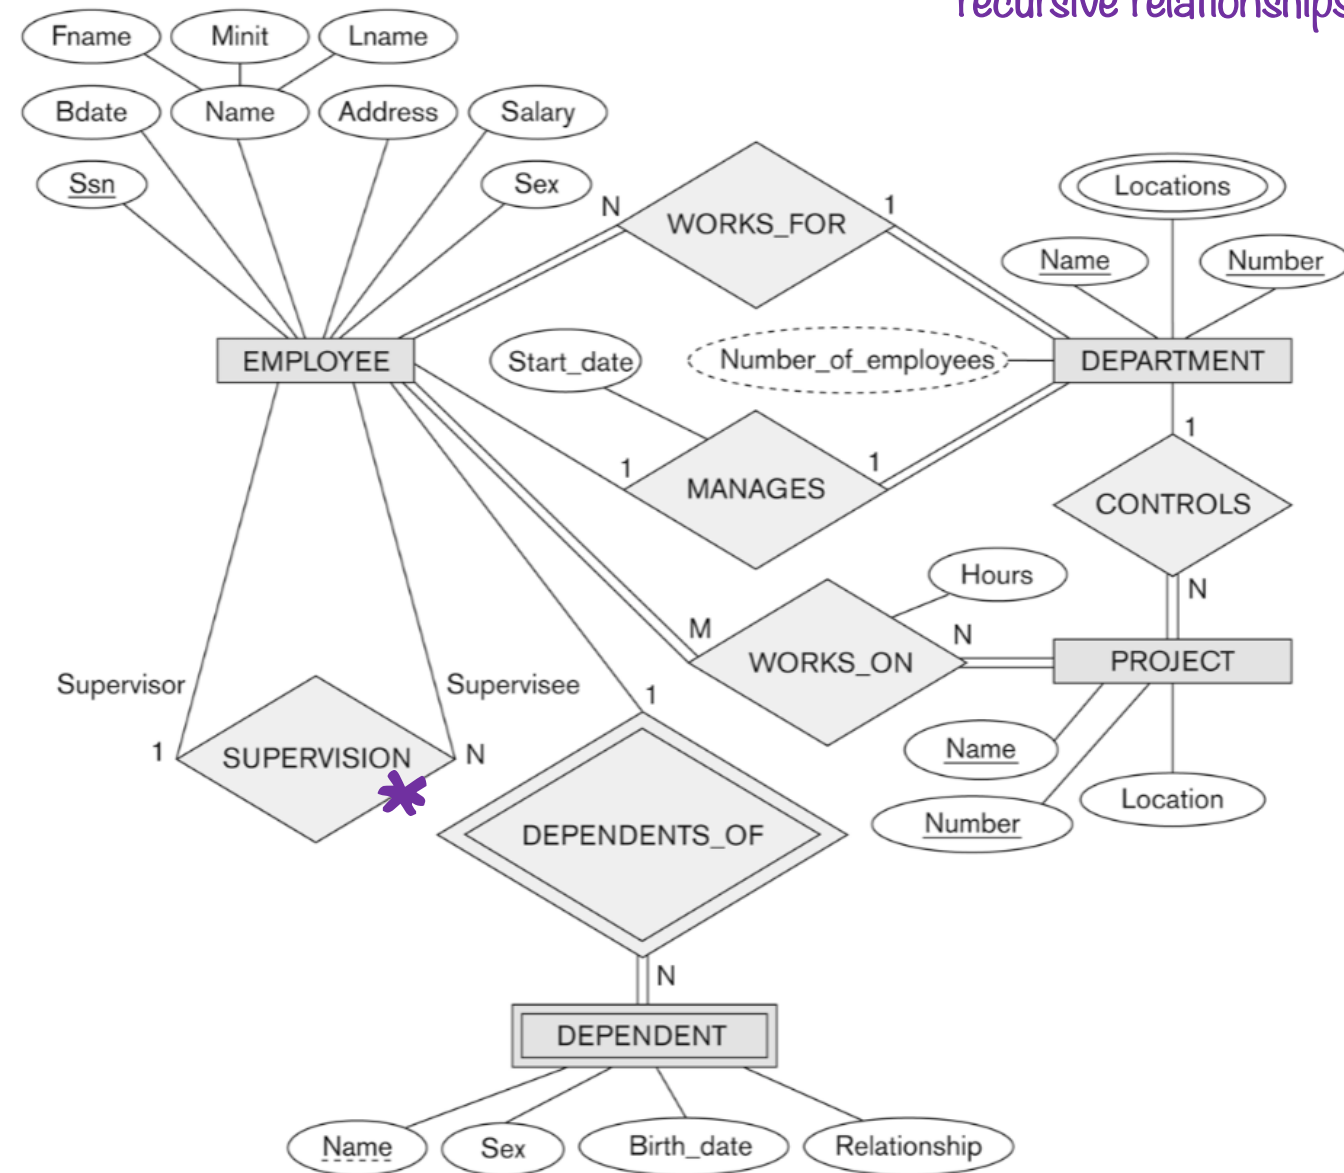 recursive relationships
Fname Minit Lname
Bdate Name Address Salary
Ssn Sex
N WORKS_FOR 1
Locations
Name Number
EMPLOYEE Start_date Number_of_employees DEPARTMENT
1 MANAGES 1
1
CONTROLS
N
Hours
M WORKS_ON N
PROJECT
Supervisor Supervisee
1 SUPERVISION N
1
Name
Number
Location
DEPENDENTS_OF
N
DEPENDENT
Name Sex Birth_date Relationship